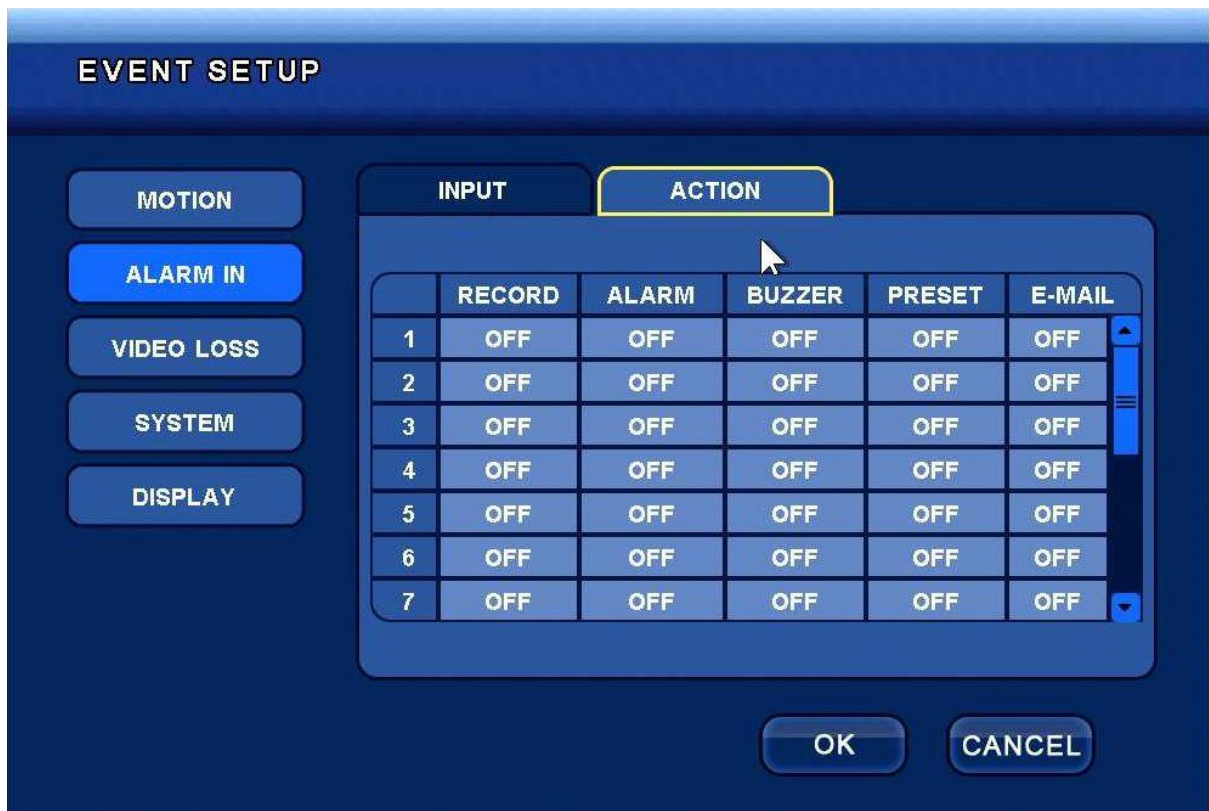 EVENT SETUP
MOTION
ALARM IN
VIDEO LOSS
SYSTEM
DISPLAY
INPUT ACTION
RECORD ALARM BUZZER PRESET E-MAIL
1 OFF OFF OFF OFF OFF
2 OFF OFF OFF OFF OFF
3 OFF OFF OFF OFF OFF
4 OFF OFF OFF OFF OFF
5 OFF OFF OFF OFF OFF
6 OFF OFF OFF OFF OFF
7 OFF OFF OFF OFF OFF
OK CANCEL